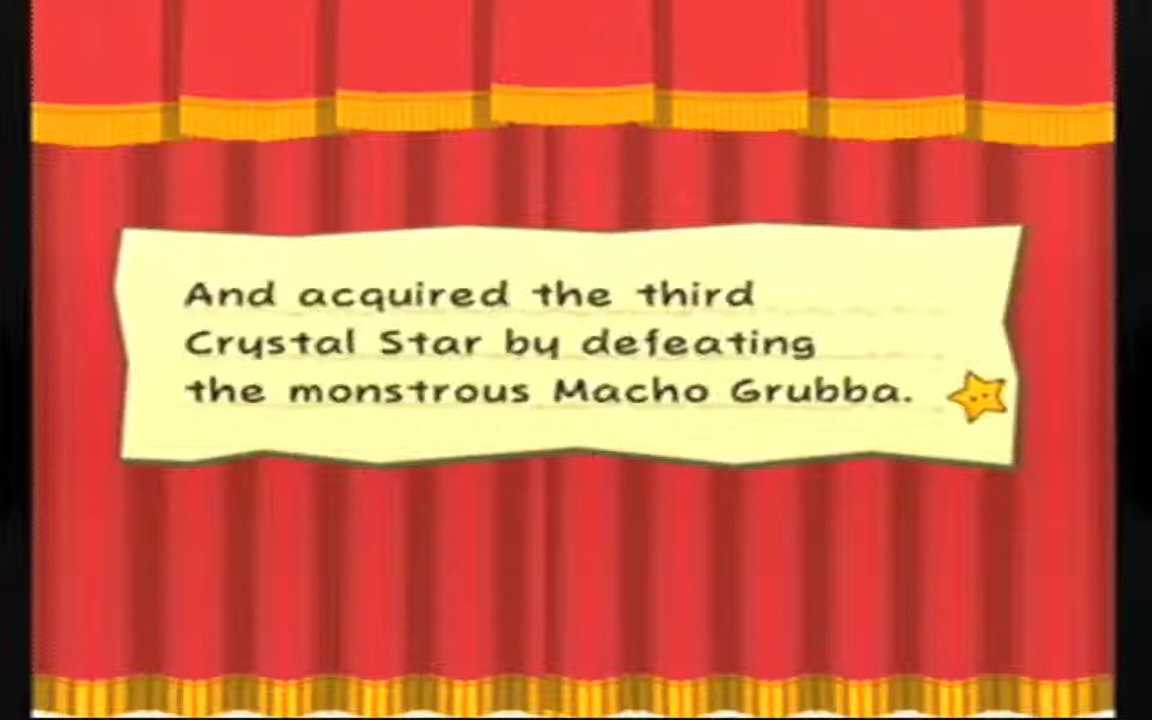 And acquired the third
Crystal Star by defeating
the monstrous Macho Grubba.